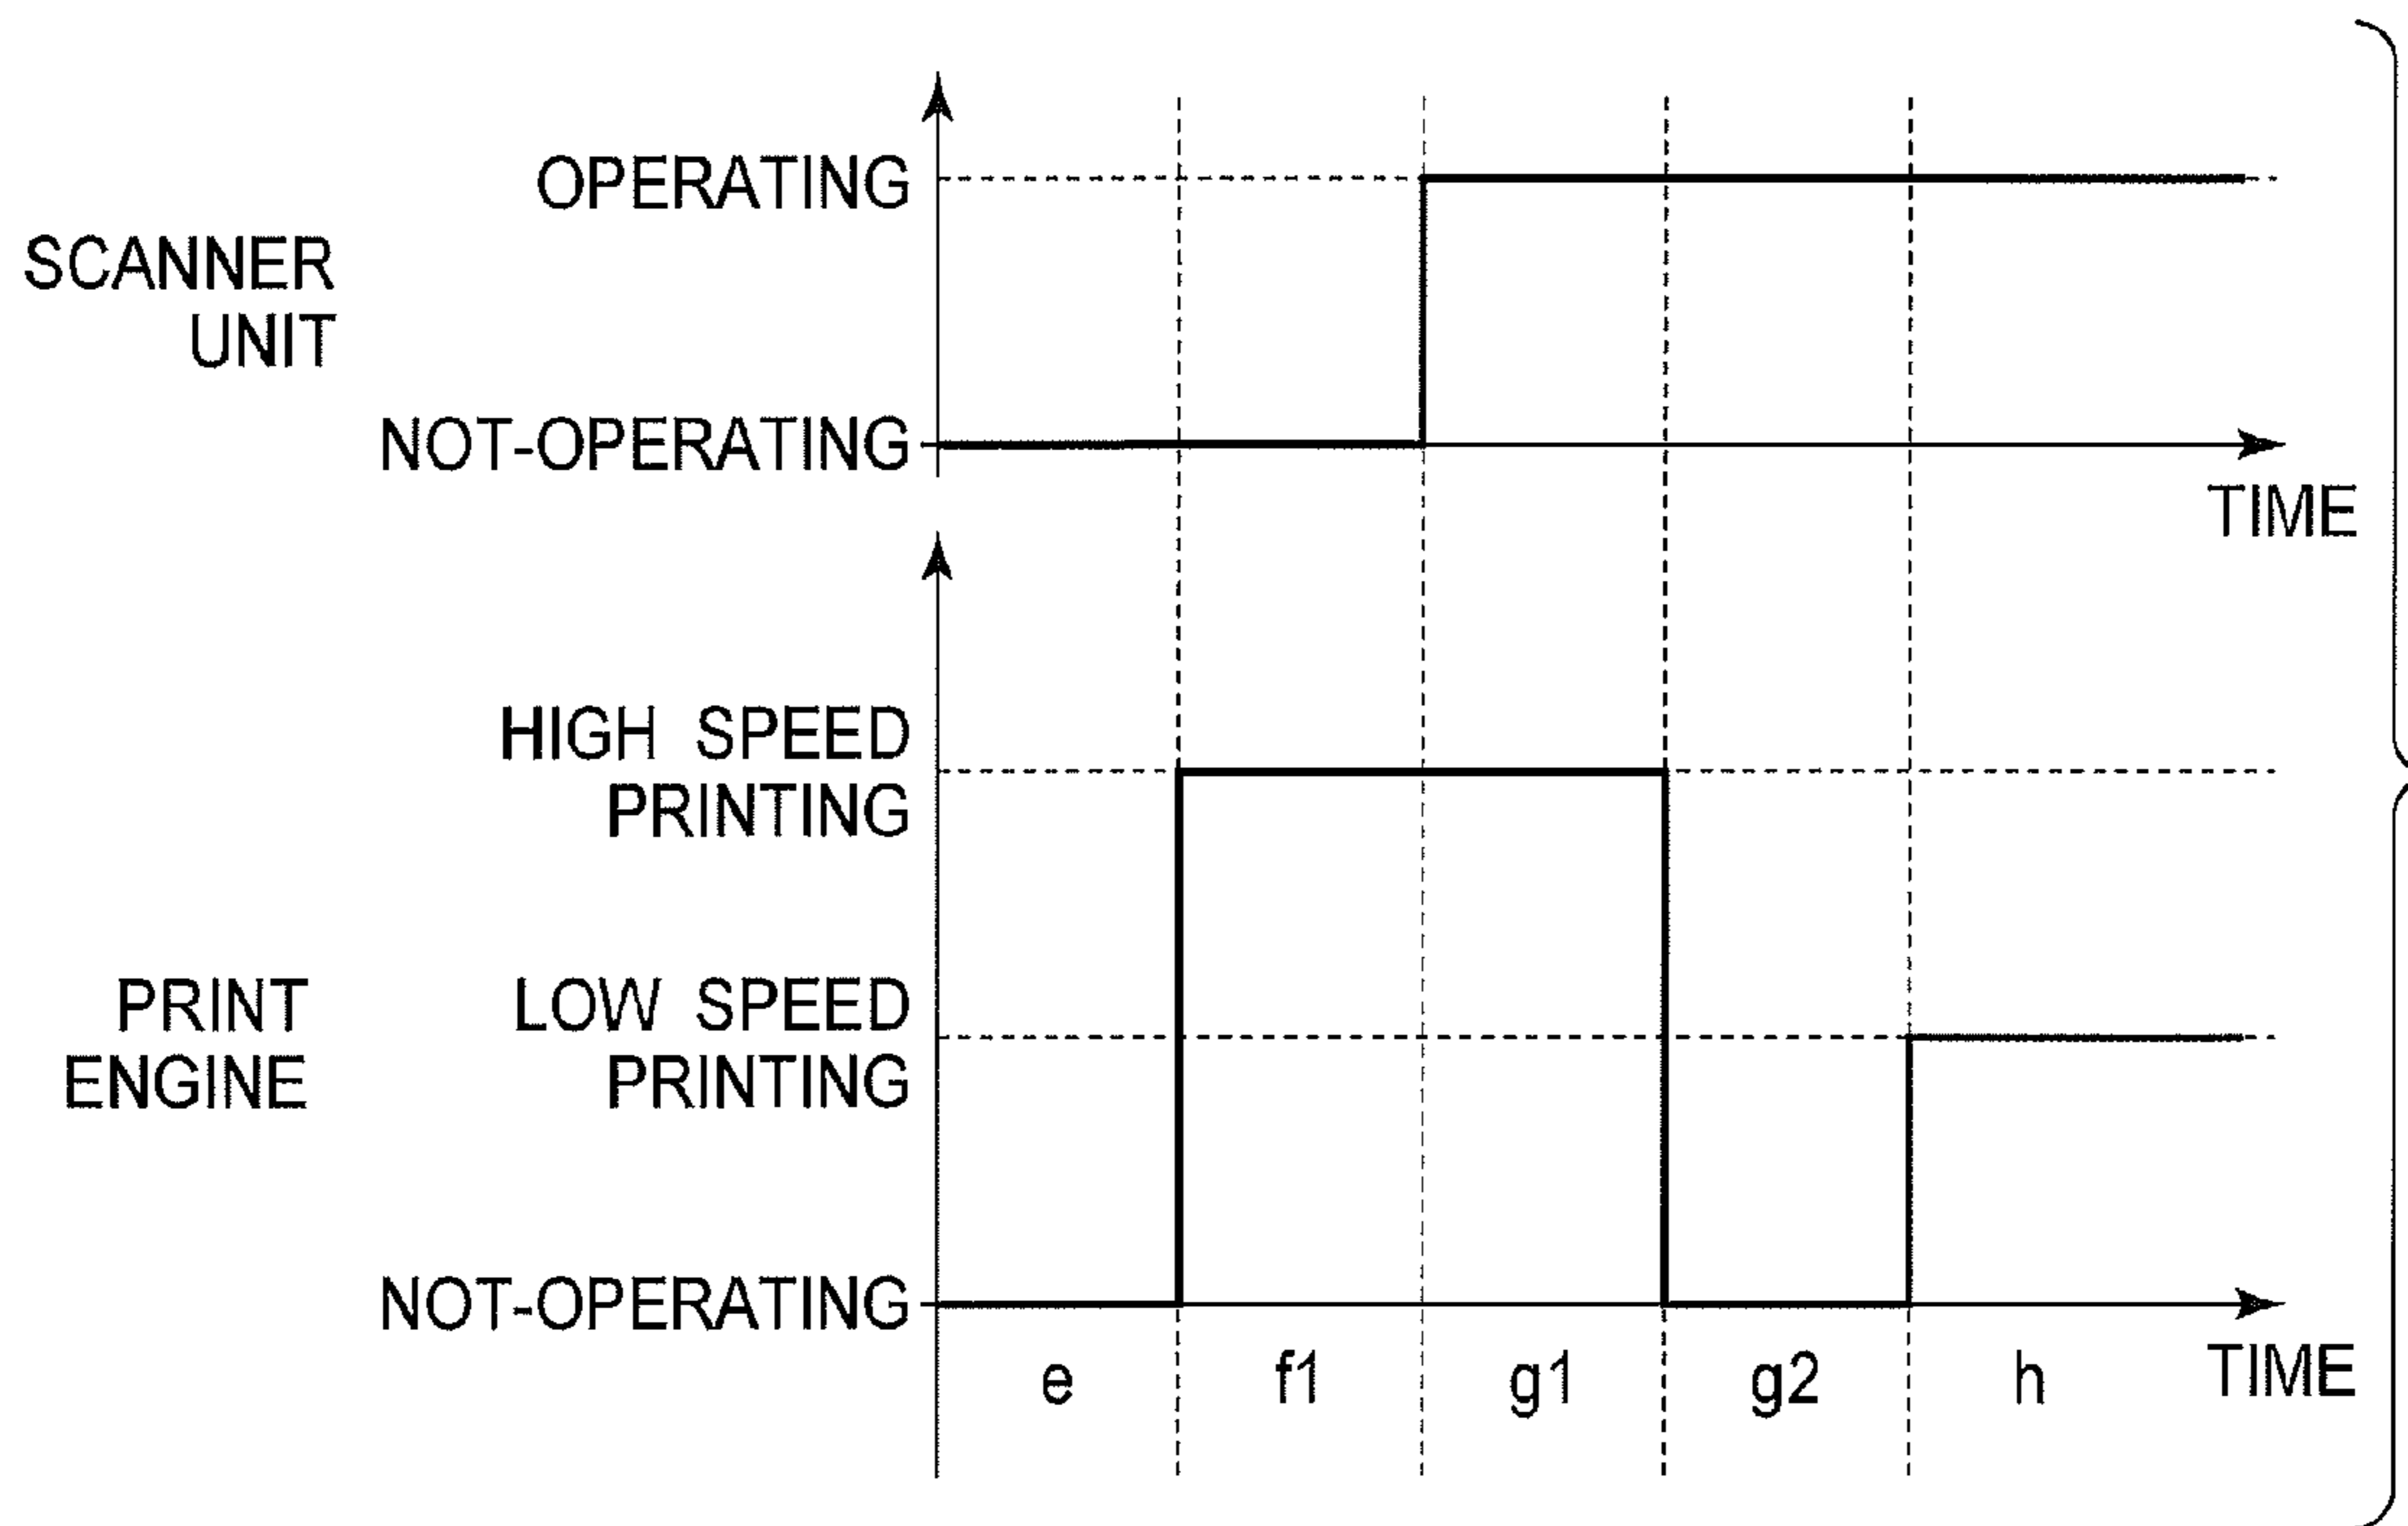 OPERATING
SCANNER
UNIT
NOT-OPERATING
TIME
HIGH SPEED
PRINTING
PRINT
ENGINE
LOW SPEED
PRINTING
NOT-OPERATING
e f1 g1 g2 h TIME